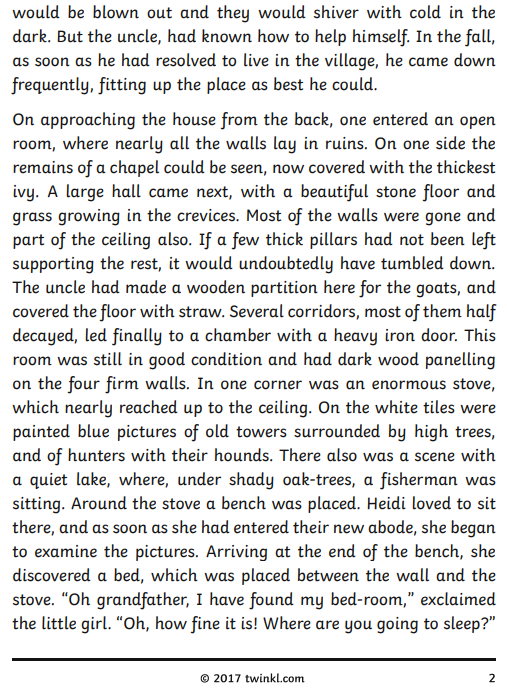 would be blown out and they would shiver with cold in the
dark. But the uncle, had known how to help himself. In the fall,
as soon as he had resolved to live in the village, he came down
frequently, fitting up the place as best he could.
On approaching the house from the back, one entered an open
room, where nearly all the walls lay in ruins. On one side the
remains of a chapel could be seen, now covered with the thickest
ivy. A large hall came next, with a beautiful stone floor and
grass growing in the crevices. Most of the walls were gone and
part of the ceiling also. If a few thick pillars had not been left
supporting the rest, it would undoubtedly have tumbled down.
The uncle had made a wooden partition here for the goats, and
covered the floor with straw. Several corridors, most of them half
decayed, led finally to a chamber with a heavy iron door. This
room was still in good condition and had dark wood panelling
on the four firm walls. In one corner was an enormous stove,
which nearly reached up to the ceiling. On the white tiles were
painted blue pictures of old towers surrounded by high trees,
and of hunters with their hounds. There also was a scene with
a quiet lake, where, under shady oak-trees, a fisherman was
sitting. Around the stove a bench was placed. Heidi loved to sit
there, and as soon as she had entered their new abode, she began
to examine the pictures. Arriving at the end of the bench, she
discovered a bed, which was placed between the wall and the
stove. “Oh grandfather, I have found my bed-room,” exclaimed
the little girl. “Oh, how fine it is! Where are you going to sleep?”
© 2017 twinkl.com 2